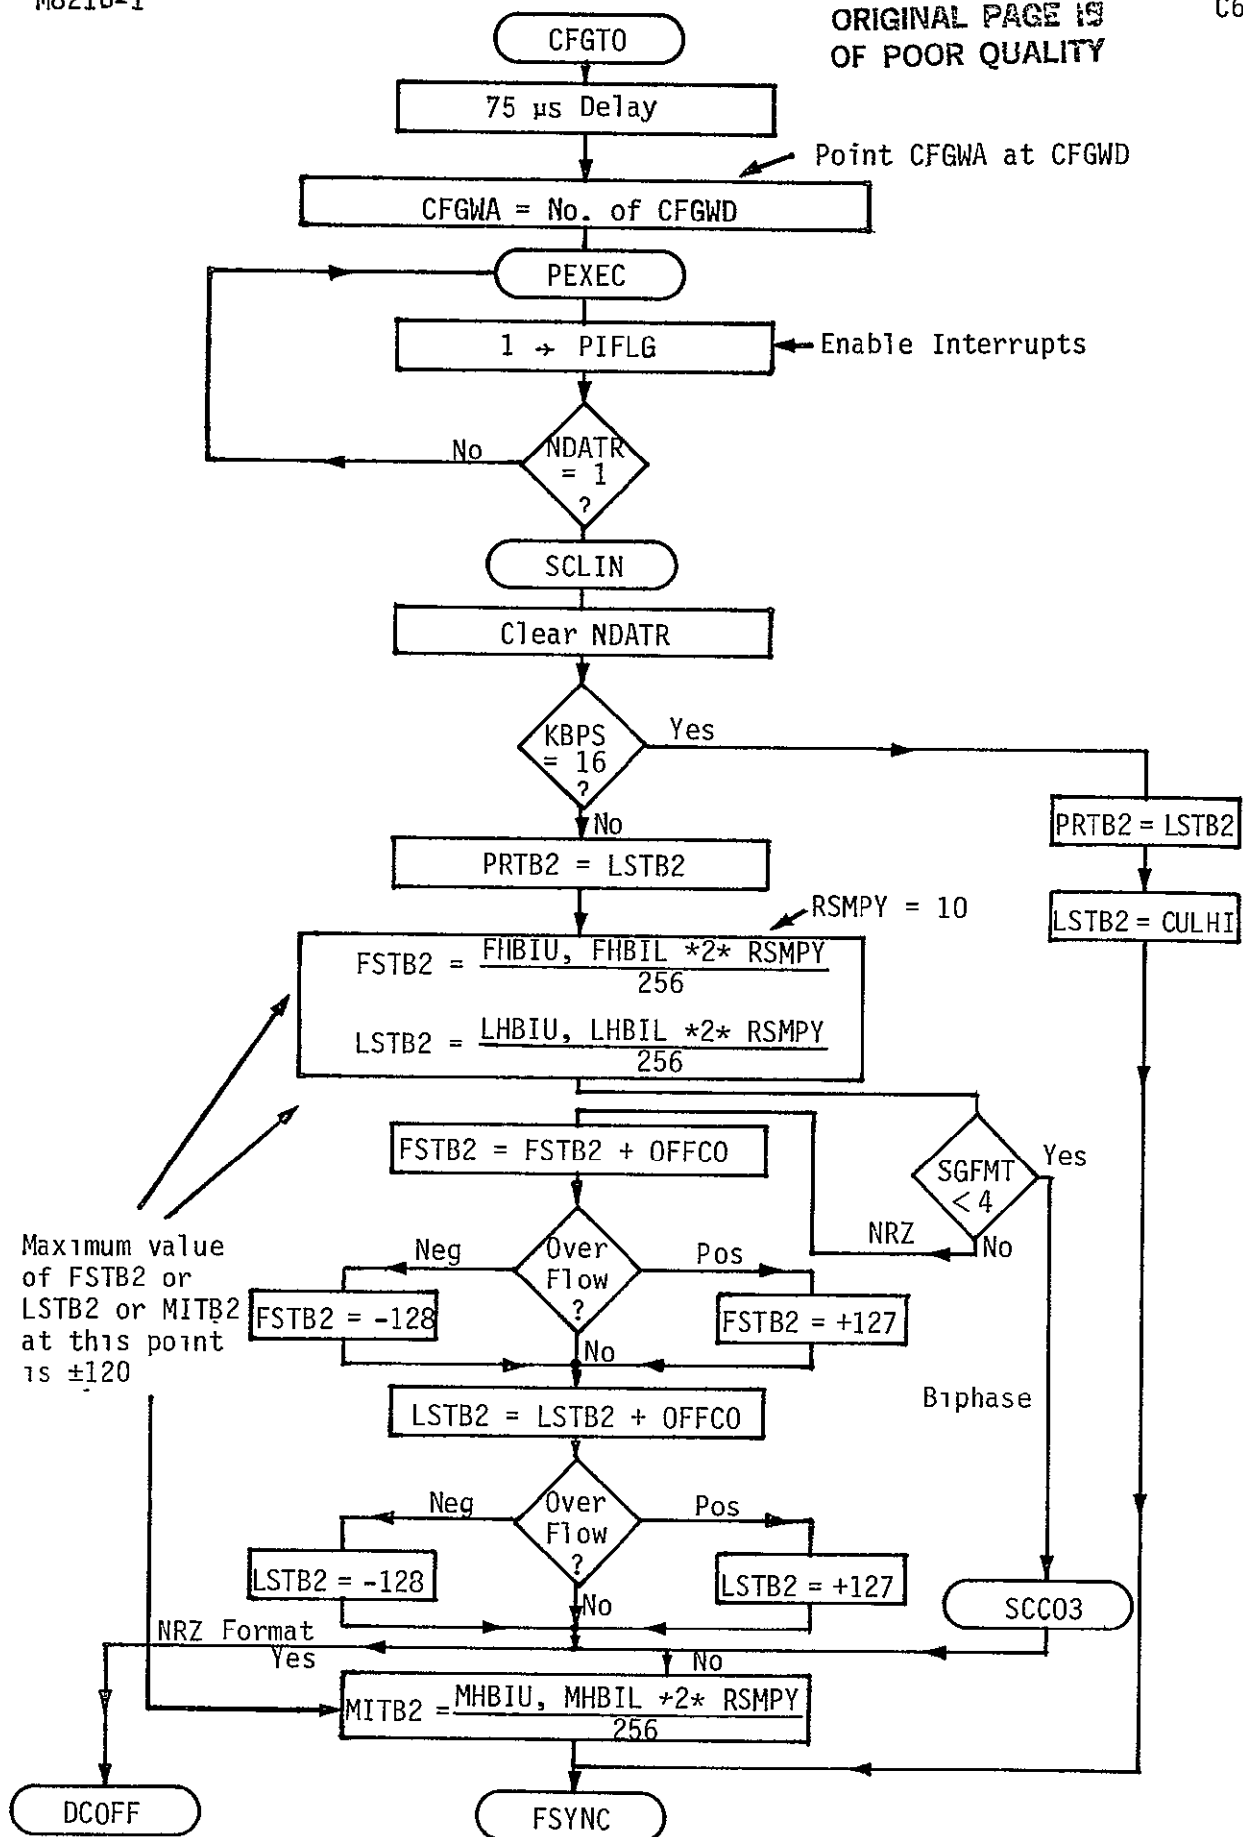 M8216-1
ORIGINAL PAGE IS
OF POOR QUALITY
C6
CFGTO
75 µs Delay
Point CFGWA at CFGWD
CFGWA = No. of CFGWD
PEXEC
1 → PIFLG
Enable Interrupts
No
NDATR
= 1
?
SCLIN
Clear NDATR
KBPS
= 16
?
Yes
No
PRTB2 = LSTB2
PRTB2 = LSTB2
LSTB2 = CULHI
RSMPY = 10
FSTB2 = FHBIU, FHBIL *2* RSMPY
256
LSTB2 = LHBIU, LHBIL *2* RSMPY
256
FSTB2 = FSTB2 + OFFCO
SGFMT
< 4
Yes
NRZ
No
Maximum value
of FSTB2 or
LSTB2 or MITB2
at this point
is ±120
Neg
Over
Flow
?
Pos
FSTB2 = -128
FSTB2 = +127
No
Biphase
LSTB2 = LSTB2 + OFFCO
Neg
Over
Flow
?
Pos
LSTB2 = -128
LSTB2 = +127
No
SCCO3
NRZ Format
Yes
No
MITB2 = MHBIU, MHBIL *2* RSMPY
256
DCOFF
FSYNC